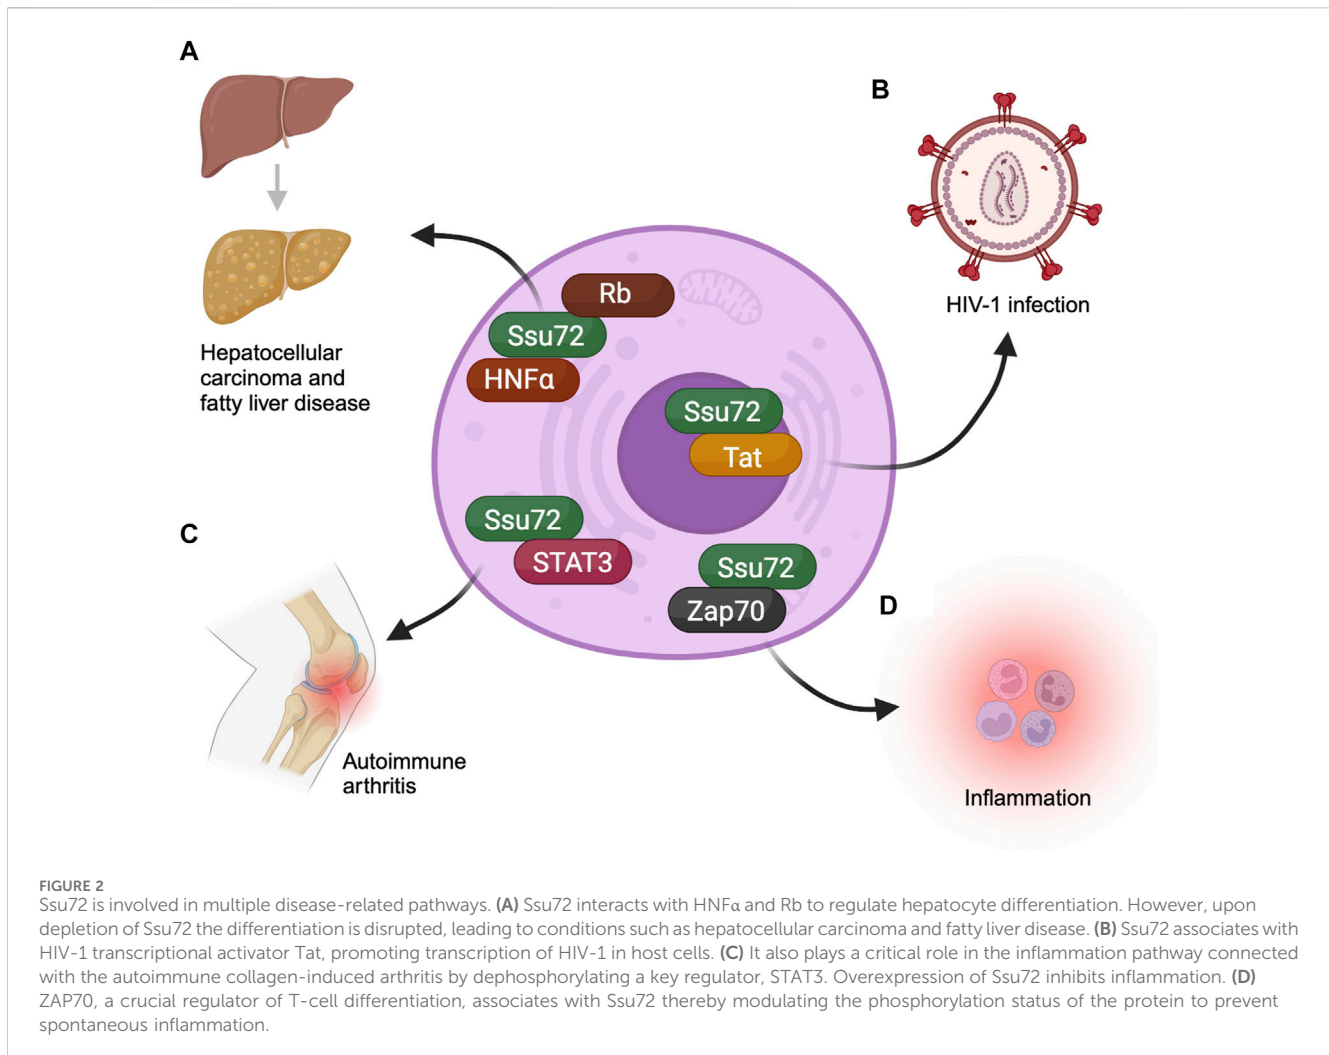 A
B
Rb
Ssu72
HNFα
HIV-1 infection
Hepatocellular
carcinoma and
fatty liver disease
Ssu72
Tat
C
Ssu72
STAT3
Ssu72
Zap70
D
Autoimmune
arthritis
Inflammation
FIGURE 2
Ssu72 is involved in multiple disease-related pathways. (A) Ssu72 interacts with HNFα and Rb to regulate hepatocyte differentiation. However, upon
depletion of Ssu72 the differentiation is disrupted, leading to conditions such as hepatocellular carcinoma and fatty liver disease. (B) Ssu72 associates with
HIV-1 transcriptional activator Tat, promoting transcription of HIV-1 in host cells. (C) It also plays a critical role in the inflammation pathway connected
with the autoimmune collagen-induced arthritis by dephosphorylating a key regulator, STAT3. Overexpression of Ssu72 inhibits inflammation. (D)
ZAP70, a crucial regulator of T-cell differentiation, associates with Ssu72 thereby modulating the phosphorylation status of the protein to prevent
spontaneous inflammation.